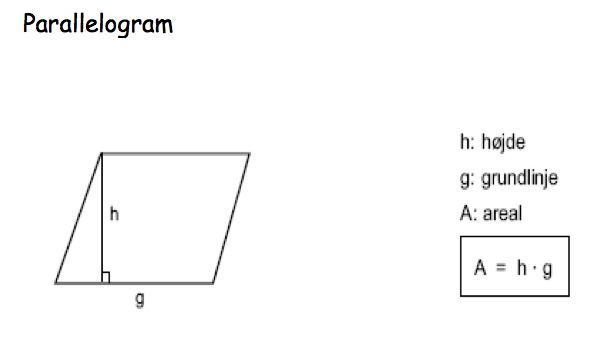 Parallelogram
h: højde
g: grundlinje
A: areal
h
A = h · g
g